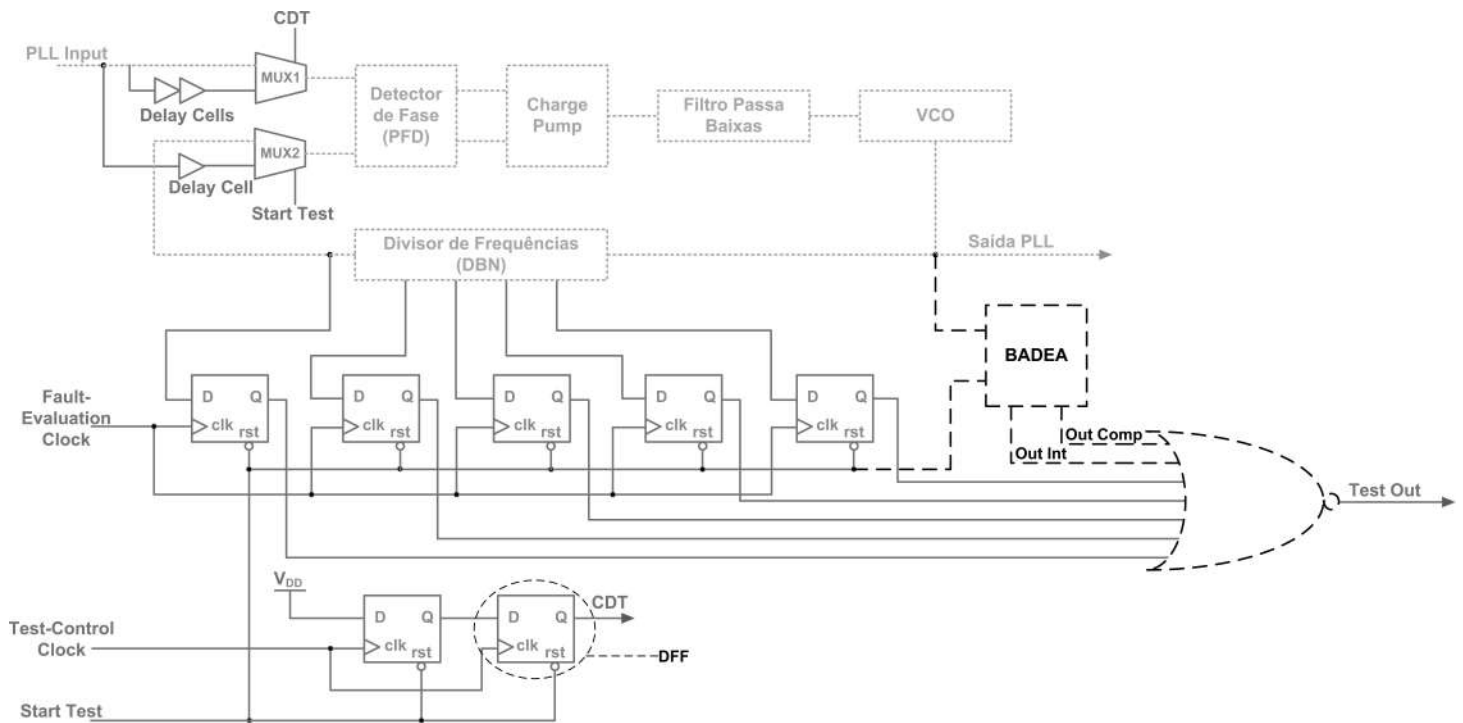 CDT
PLL Input
MUX1
Delay Cells
MUX2
Delay Cell
Start Test
Detector
de Fase
(PFD)
Charge
Pump
Filtro Passa
Baixas
VCO
Divisor de Frequências
(DBN)
Saída PLL
BADEA
Out Comp
Out Int
Fault-
Evaluation
Clock
D Q
clk
rst
D Q
clk
rst
D Q
clk
rst
D Q
clk
rst
D Q
clk
rst
Test Out
VDD
D Q
clk
rst
D Q
clk
rst
CDT
DFF
Test-Control
Clock
Start Test